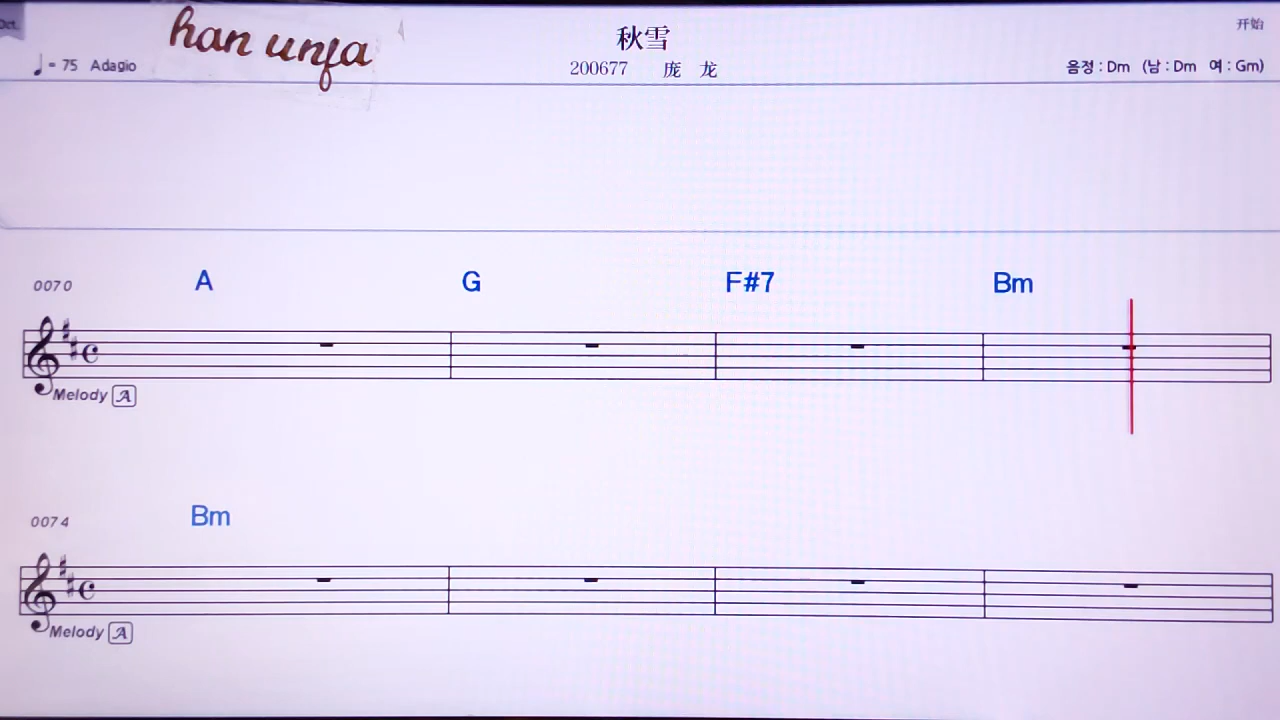 Oct.
han unfa
秋雪
开始
♩= 75 Adagio
200677 庞 龙
음정 : Dm (남 : Dm 여 : Gm)
0070 A G F#7 Bm
Melody A
0074 Bm
Melody A